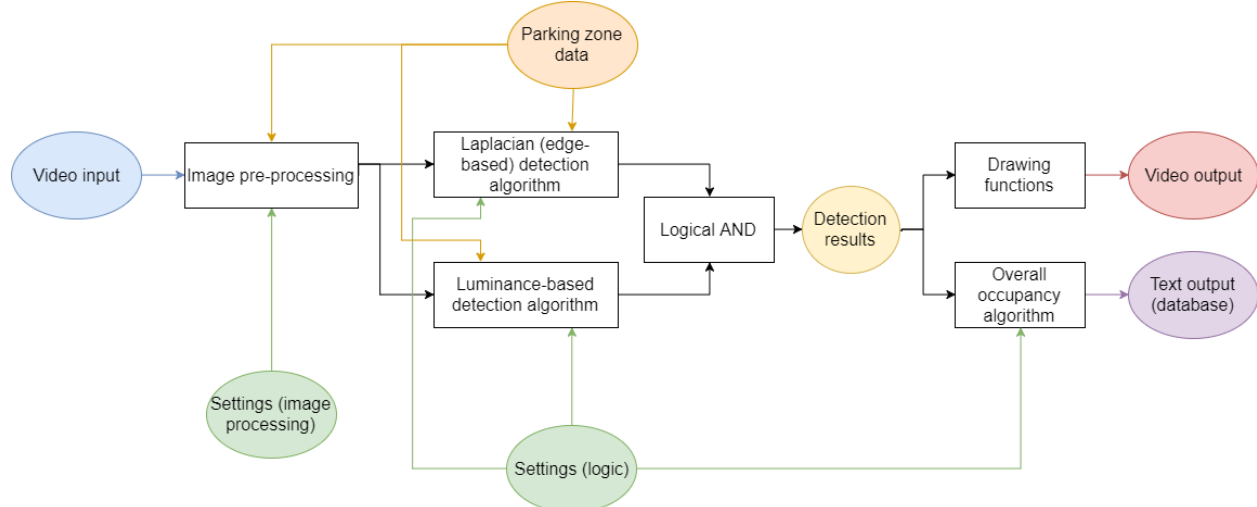 Parking zone
data
Video input
Image pre-processing
Laplacian (edge-
based) detection
algorithm
Luminance-based
detection algorithm
Logical AND
Detection
results
Drawing
functions
Video output
Overall
occupancy
algorithm
Text output
(database)
Settings (image
processing)
Settings (logic)